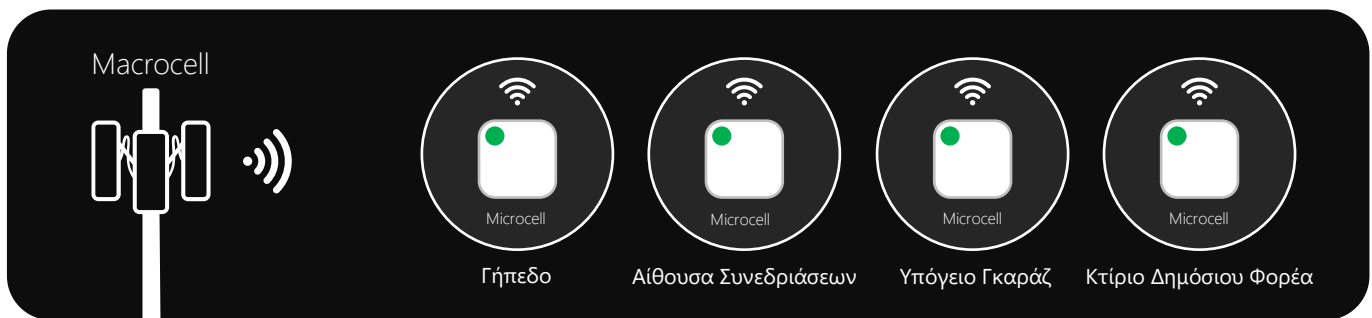 Macrocell
Microcell
Microcell
Microcell
Microcell
Γήπεδο
Αίθουσα Συνεδριάσεων
Υπόγειο Γκαράζ
Κτίριο Δημόσιου Φορέα